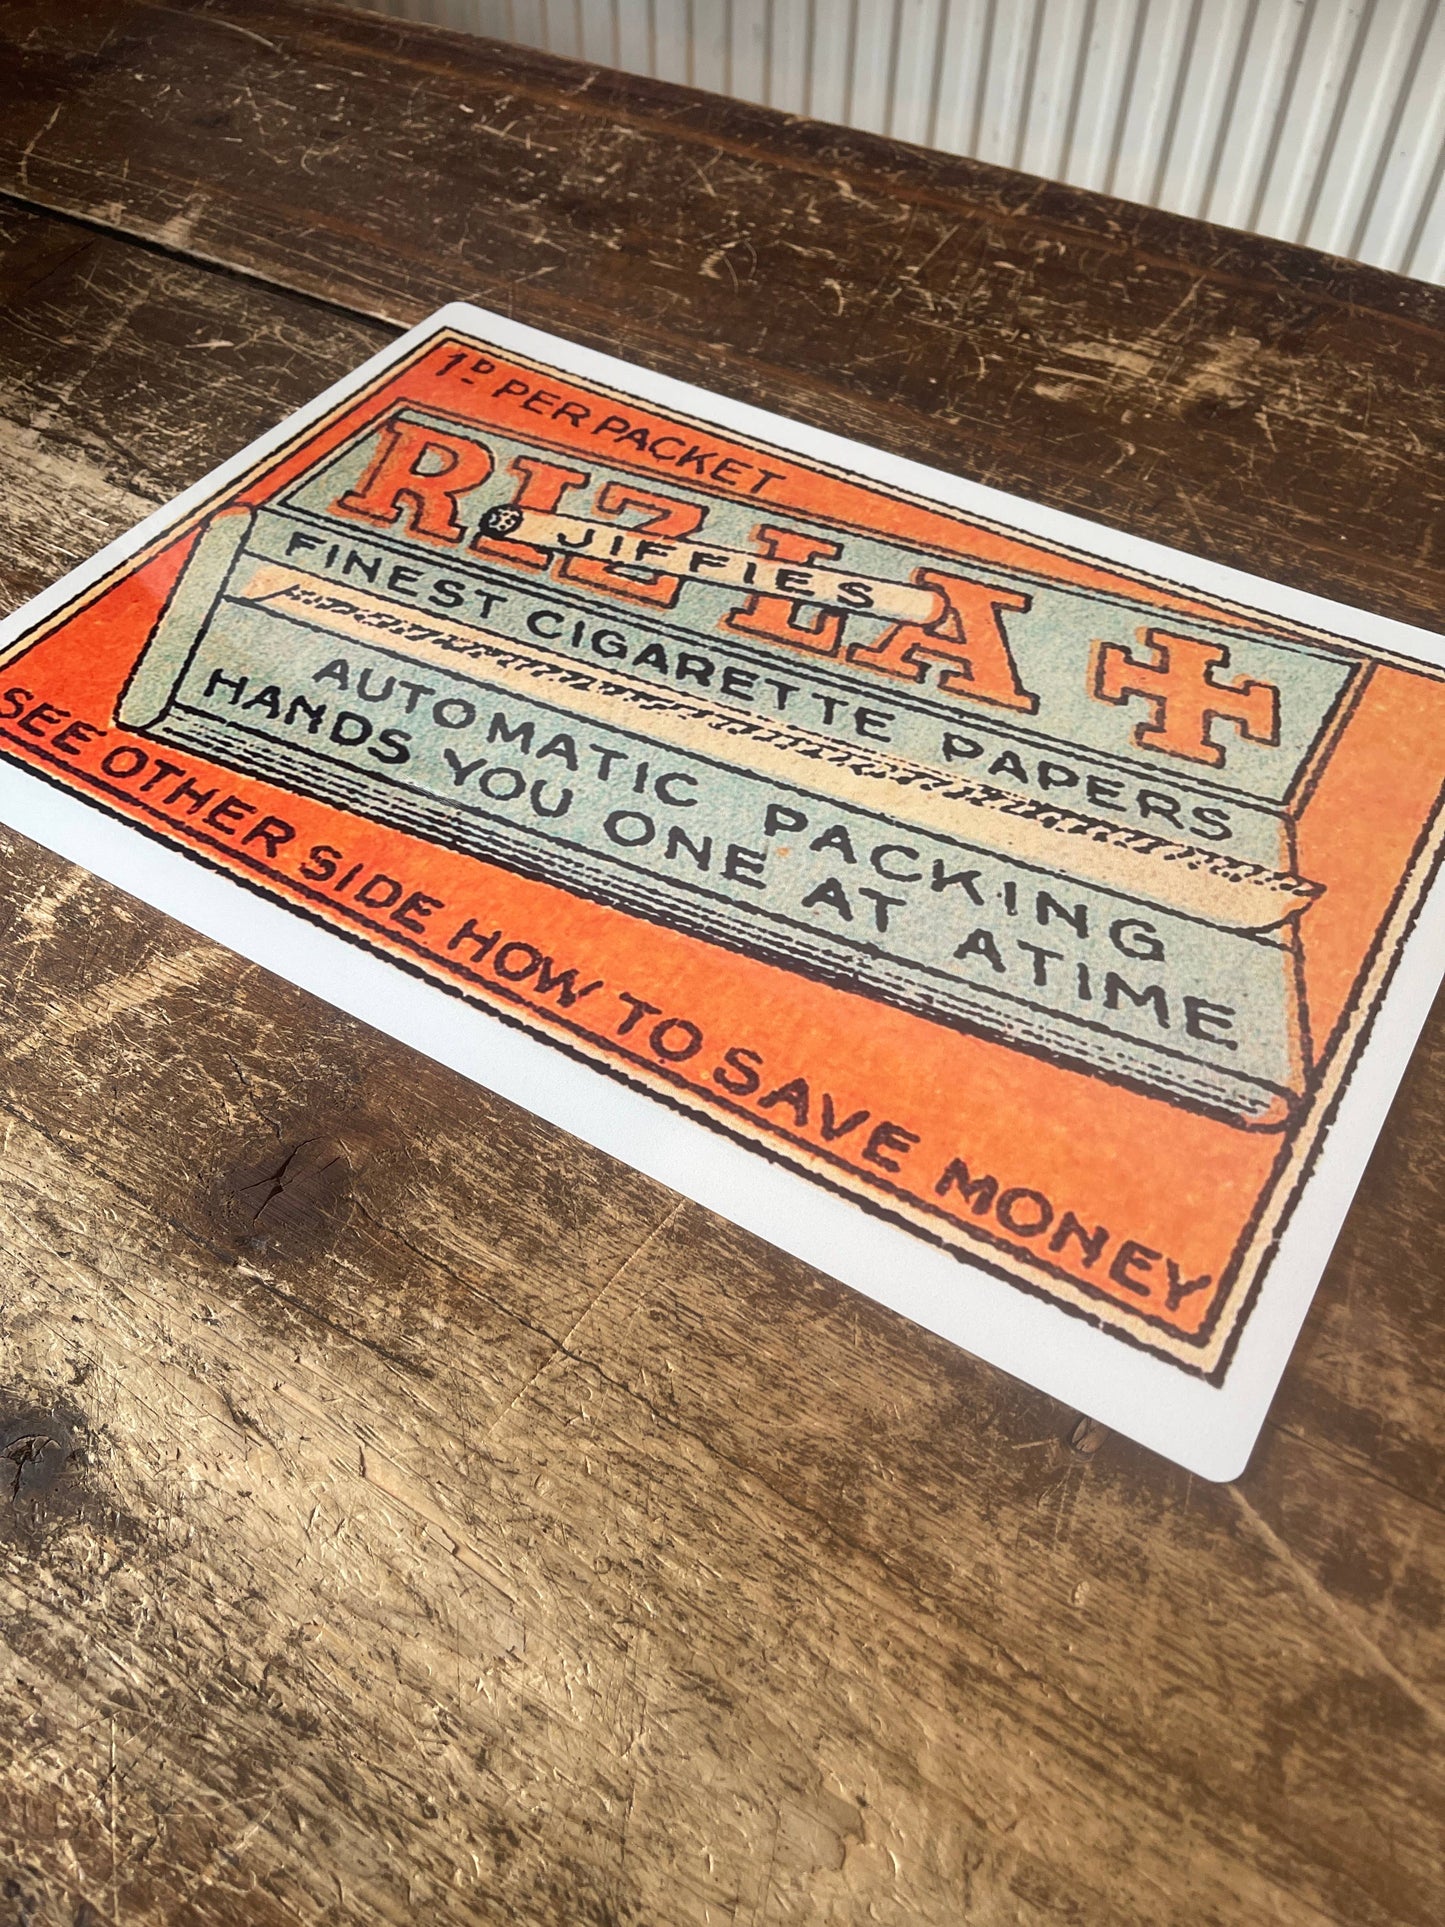 1D PER PACKET
RIZLA +
JIFFIES
FINEST CIGARETTE PAPERS
AUTOMATIC PACKING
HANDS YOU ONE AT ATIME
SEE OTHER SIDE HOW TO SAVE MONEY